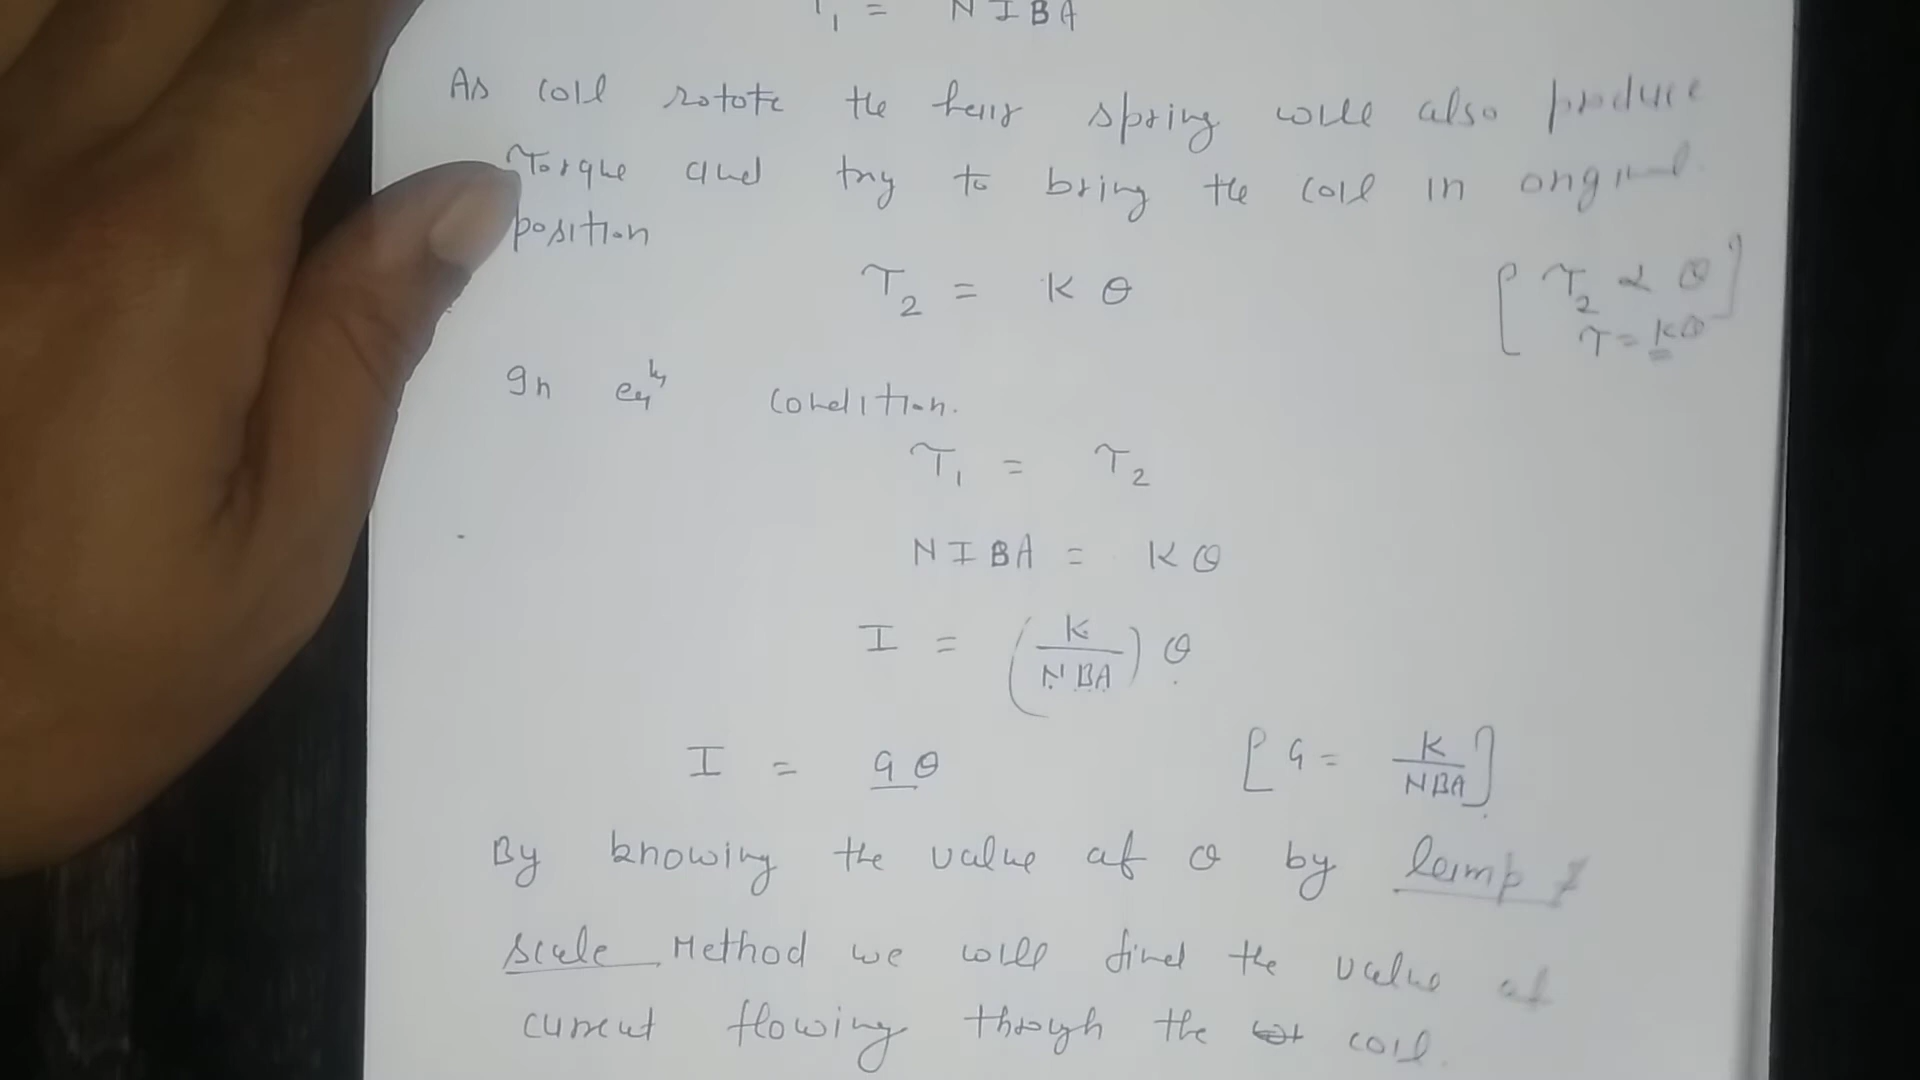 τ₁ = NIBA
As coil rotate the hair spring will also produce
Torque and try to bring the coil in original
position
τ₂ = Kθ
[τ₂ α θ
τ = kθ]
In eqᵇʳ condition.
τ₁ = τ₂
NIBA = Kθ
I = (K/NBA) θ
I = Gθ [G = K/NBA]
By knowing the value of θ by lamp &
scale Method we will find the value of
current flowing through the coil.